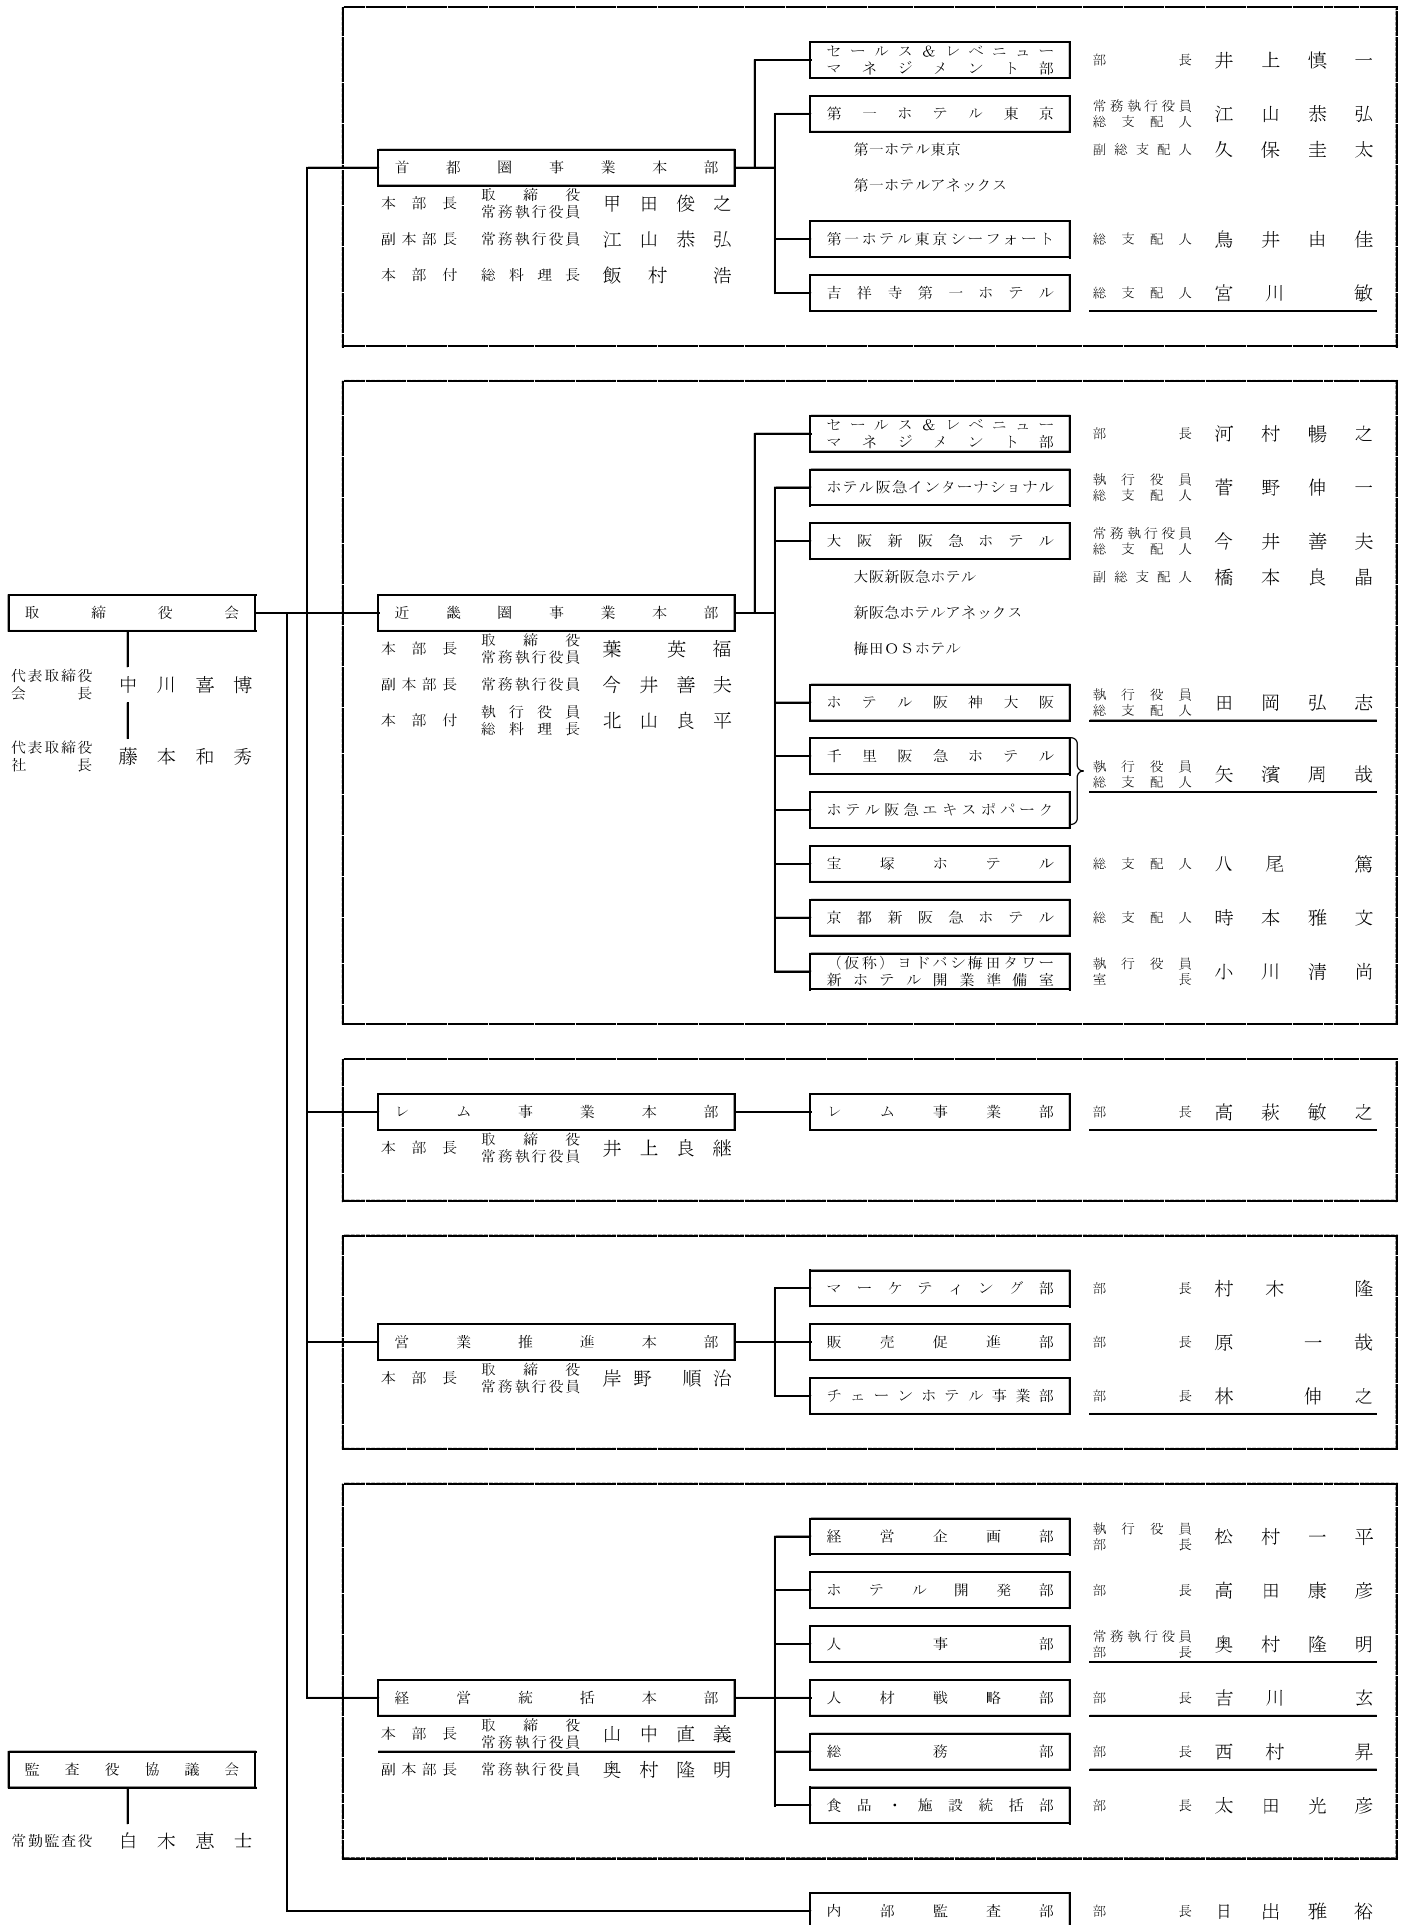 取締役会
代表取締役
会長 中川喜博
代表取締役
社長 藤本和秀
監査役協議会
常勤監査役 白木恵士
首都圏事業本部
本部長 取締役 常務執行役員 甲田俊之
副本部長 常務執行役員 江山恭弘
本部付 総料理長 飯村浩
セールス＆レベニュー
マネジメント部
部長 井上慎一
第一ホテル東京
常務執行役員
総支配人 江山恭弘
第一ホテル東京
副総支配人 久保圭太
第一ホテルアネックス
第一ホテル東京シーフォート
総支配人 鳥井由佳
吉祥寺第一ホテル
総支配人 宮川敏
近畿圏事業本部
本部長 取締役 常務執行役員 葉英福
副本部長 常務執行役員 今井善夫
本部付 執行役員 総料理長 北山良平
セールス＆レベニュー
マネジメント部
部長 河村暢之
ホテル阪急インターナショナル
執行役員
総支配人 菅野伸一
大阪新阪急ホテル
常務執行役員
総支配人 今井善夫
大阪新阪急ホテル
副総支配人 橋本良晶
新阪急ホテルアネックス
梅田ＯＳホテル
ホテル阪神大阪
執行役員
総支配人 田岡弘志
千里阪急ホテル
ホテル阪急エキスポパーク
執行役員
総支配人 矢濱周哉
宝塚ホテル
総支配人 八尾篤
京都新阪急ホテル
総支配人 時本雅文
（仮称）ヨドバシ梅田タワー
新ホテル開業準備室
執行役員
室長 小川清尚
レム事業本部
本部長 取締役 常務執行役員 井上良継
レム事業部
部長 高萩敏之
営業推進本部
本部長 取締役 常務執行役員 岸野順治
マーケティング部
部長 村木隆
販売促進部
部長 原一哉
チェーンホテル事業部
部長 林伸之
経営統括本部
本部長 取締役 常務執行役員 山中直義
副本部長 常務執行役員 奥村隆明
経営企画部
執行役員
部長 松村一平
ホテル開発部
部長 高田康彦
人事部
常務執行役員
部長 奥村隆明
人材戦略部
部長 吉川玄
総務部
部長 西村昇
食品・施設統括部
部長 太田光彦
内部監査部
部長 日出雅裕